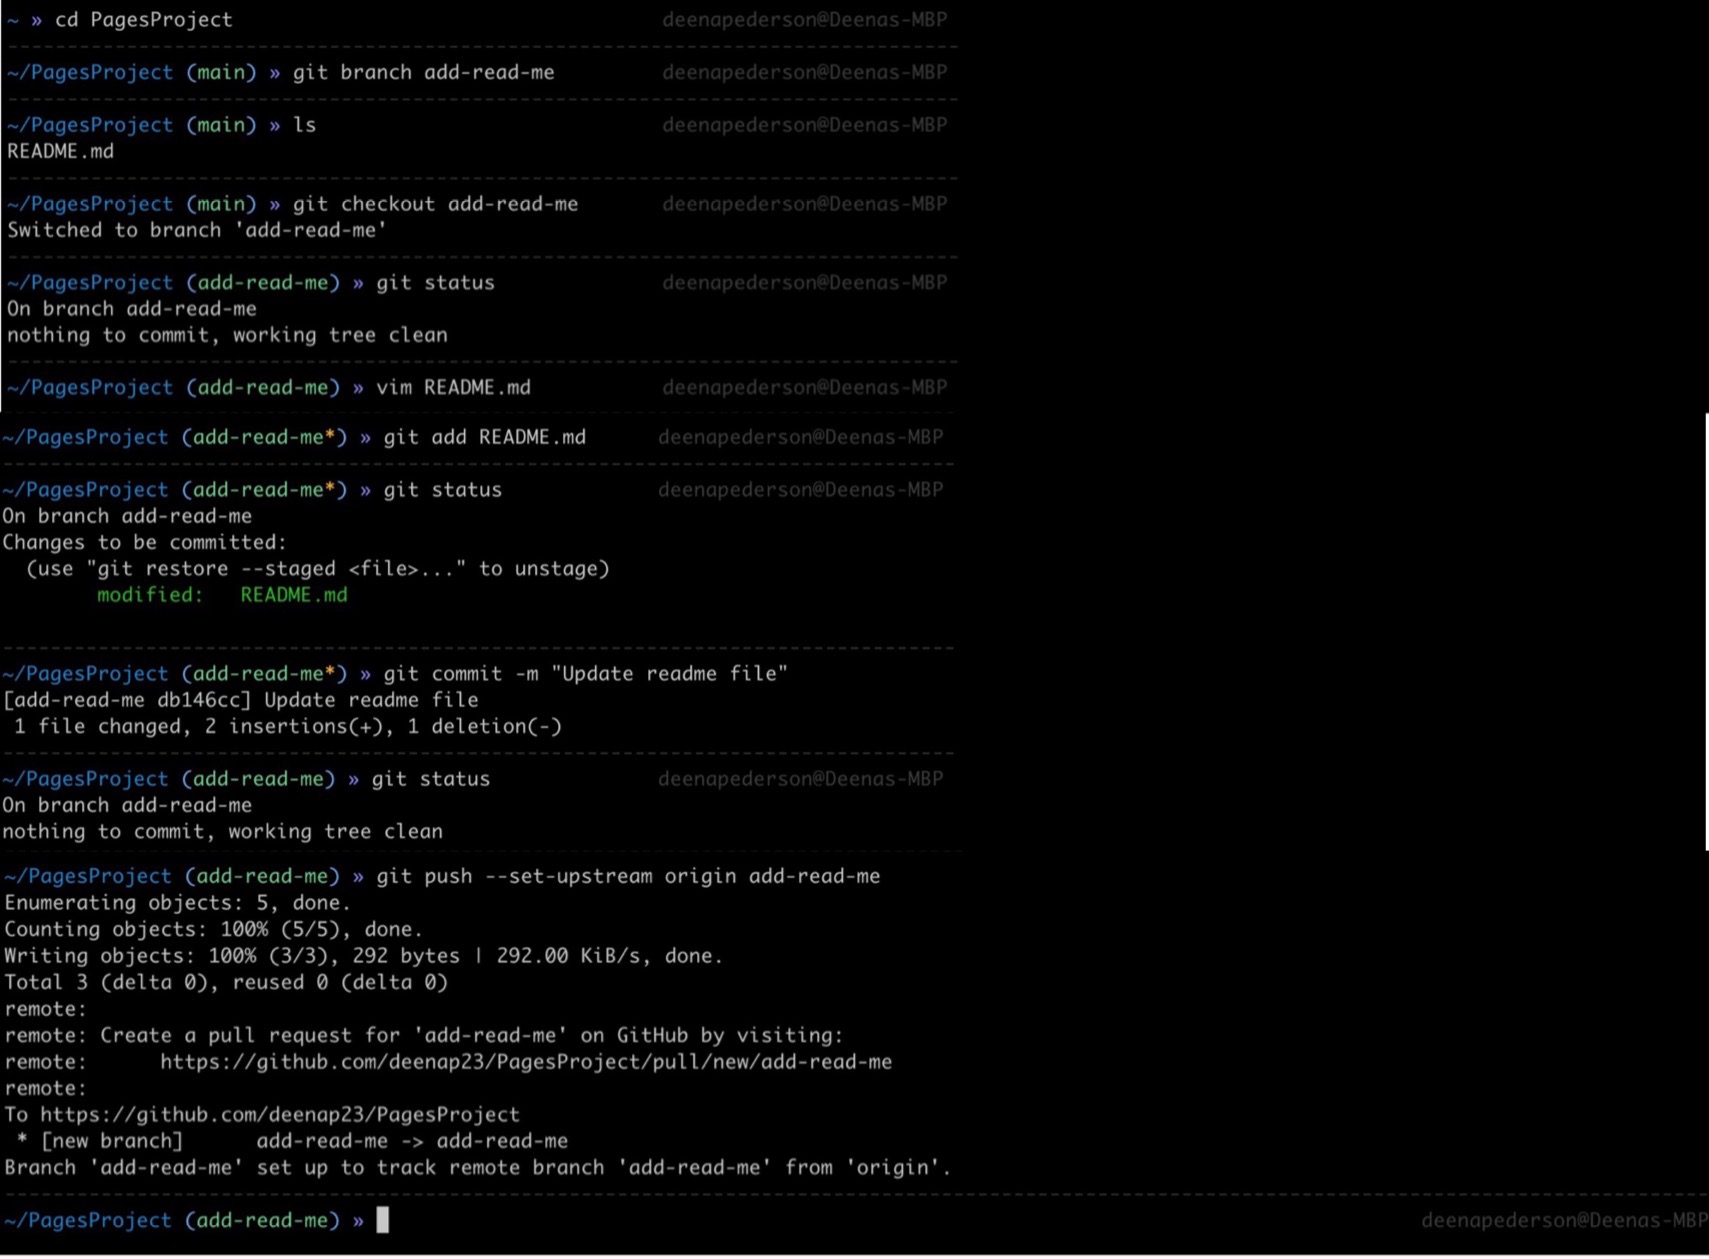 ~ » cd PagesProject deenapederson@Deenas-MBP
~/PagesProject (main) » git branch add-read-me deenapederson@Deenas-MBP
~/PagesProject (main) » ls deenapederson@Deenas-MBP
README.md
~/PagesProject (main) » git checkout add-read-me deenapederson@Deenas-MBP
Switched to branch 'add-read-me'
~/PagesProject (add-read-me) » git status deenapederson@Deenas-MBP
On branch add-read-me
nothing to commit, working tree clean
~/PagesProject (add-read-me) » vim README.md deenapederson@Deenas-MBP
~/PagesProject (add-read-me*) » git add README.md deenapederson@Deenas-MBP
~/PagesProject (add-read-me*) » git status deenapederson@Deenas-MBP
On branch add-read-me
Changes to be committed:
  (use "git restore --staged <file>..." to unstage)
        modified:   README.md
~/PagesProject (add-read-me*) » git commit -m "Update readme file"
[add-read-me db146cc] Update readme file
 1 file changed, 2 insertions(+), 1 deletion(-)
~/PagesProject (add-read-me) » git status deenapederson@Deenas-MBP
On branch add-read-me
nothing to commit, working tree clean
~/PagesProject (add-read-me) » git push --set-upstream origin add-read-me
Enumerating objects: 5, done.
Counting objects: 100% (5/5), done.
Writing objects: 100% (3/3), 292 bytes | 292.00 KiB/s, done.
Total 3 (delta 0), reused 0 (delta 0)
remote:
remote: Create a pull request for 'add-read-me' on GitHub by visiting:
remote:      https://github.com/deenap23/PagesProject/pull/new/add-read-me
remote:
To https://github.com/deenap23/PagesProject
 * [new branch]      add-read-me -> add-read-me
Branch 'add-read-me' set up to track remote branch 'add-read-me' from 'origin'.
~/PagesProject (add-read-me) » deenapederson@Deenas-MBP